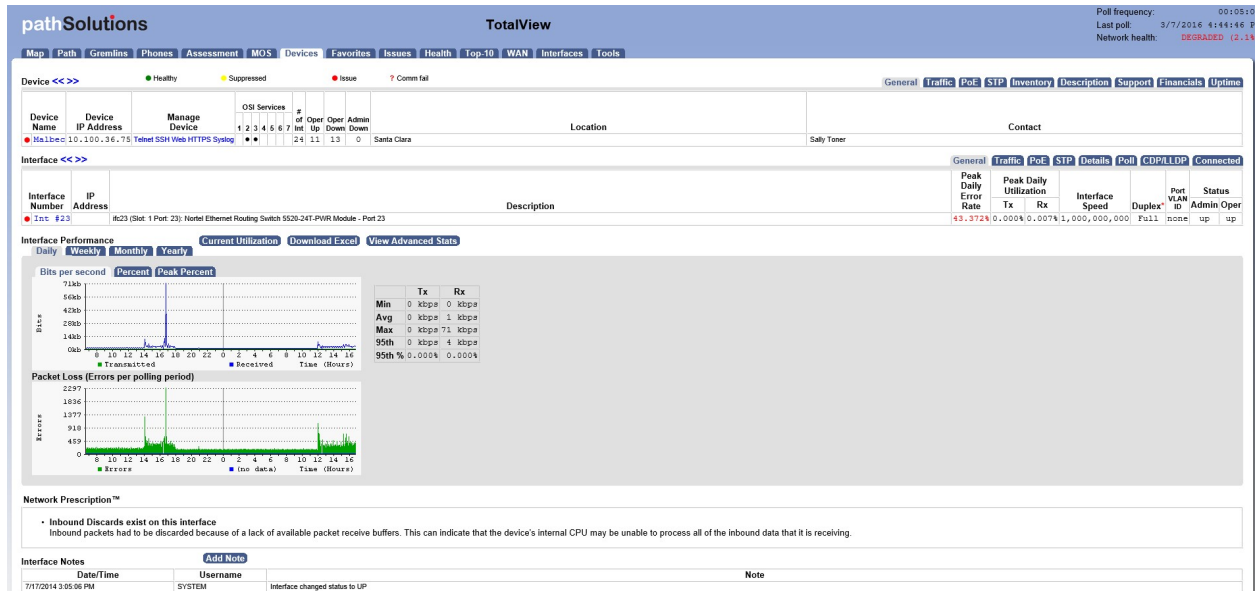 pathSolutions
TotalView
Poll frequency: 00:05:0
Last poll: 3/7/2016 4:44:46 P
Network health: DEGRADED (2.1%
Map Path Gremlins Phones Assessment MOS Devices Favorites Issues Health Top-10 WAN Interfaces Tools
Device << >>
Healthy Suppressed Issue ? Comm fail
General Traffic PoE STP Inventory Description Support Financials Uptime
Device Name Device IP Address Manage Device OSI Services 1 2 3 4 5 6 7 # of Int Oper Up Oper Down Admin Down Location Contact
Malbec 10.100.36.75 Telnet SSH Web HTTPS Syslog 24 11 13 0 Santa Clara Sally Toner
Interface << >>
General Traffic PoE STP Details Poll CDP/LLDP Connected
Interface Number IP Address Description Peak Daily Error Rate Peak Daily Utilization Tx Rx Interface Speed Duplex* Port VLAN ID Status Admin Oper
Int #23 ifc23 (Slot: 1 Port: 23): Nortel Ethernet Routing Switch 5520-24T-PWR Module - Port 23 43.372% 0.000% 0.007% 1,000,000,000 Full none up up
Interface Performance Current Utilization Download Excel View Advanced Stats
Daily Weekly Monthly Yearly
Bits per second Percent Peak Percent
71kb
56kb
42kb
28kb
14kb
0kb
Bits
8 10 12 14 16 18 20 22 0 2 4 6 8 10 12 14 16
Transmitted Received Time (Hours)
Tx Rx
Min 0 kbps 0 kbps
Avg 0 kbps 1 kbps
Max 0 kbps 71 kbps
95th 0 kbps 4 kbps
95th % 0.000% 0.000%
Packet Loss (Errors per polling period)
2297
1836
1377
918
459
0
Errors
8 10 12 14 16 18 20 22 0 2 4 6 8 10 12 14 16
Errors (no data) Time (Hours)
Network Prescription™
• Inbound Discards exist on this interface
Inbound packets had to be discarded because of a lack of available packet receive buffers. This can indicate that the device's internal CPU may be unable to process all of the inbound data that it is receiving.
Interface Notes Add Note
Date/Time Username Note
7/17/2014 3:05:06 PM SYSTEM Interface changed status to UP